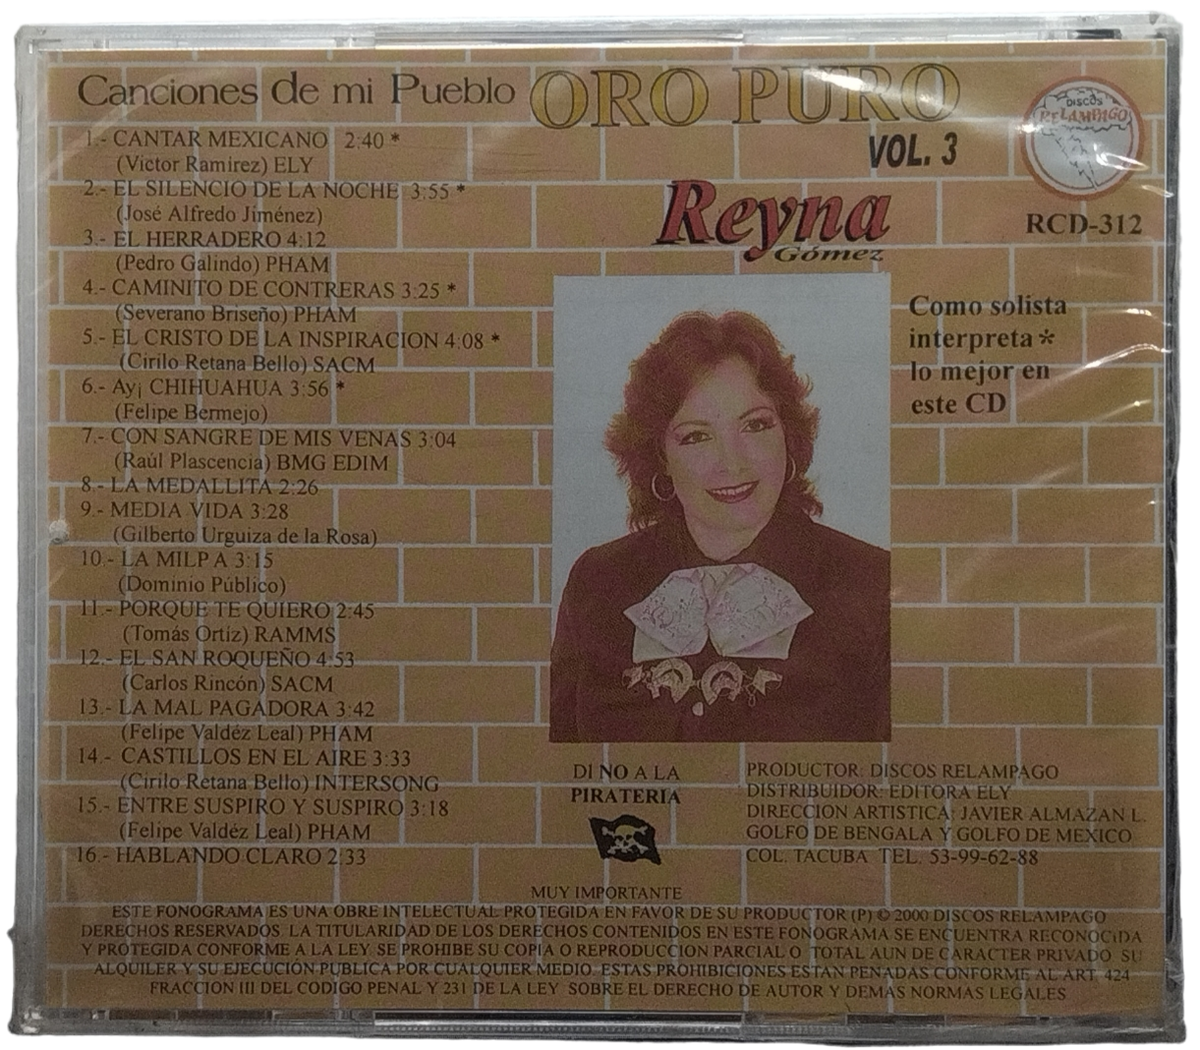 Canciones de mi Pueblo ORO PURO
VOL. 3
DISCOS
RELAMPAGO
RCD-312
Reyna
Gómez
1.- CANTAR MEXICANO 2:40 *
(Victor Ramirez) ELY
2.- EL SILENCIO DE LA NOCHE 3:55 *
(José Alfredo Jiménez)
3.- EL HERRADERO 4:12
(Pedro Galindo) PHAM
4.- CAMINITO DE CONTRERAS 3:25 *
(Severano Briseño) PHAM
5.- EL CRISTO DE LA INSPIRACION 4:08 *
(Cirilo Retana Bello) SACM
6.- Ay¡ CHIHUAHUA 3:56 *
(Felipe Bermejo)
7.- CON SANGRE DE MIS VENAS 3:04
(Raúl Plascencia) BMG EDIM
8.- LA MEDALLITA 2:26
9.- MEDIA VIDA 3:28
(Gilberto Urguiza de la Rosa)
10.- LA MILPA 3:15
(Dominio Público)
11.- PORQUE TE QUIERO 2:45
(Tomás Ortíz) RAMMS
12.- EL SAN ROQUEÑO 4:53
(Carlos Rincón) SACM
13.- LA MAL PAGADORA 3:42
(Felipe Valdéz Leal) PHAM
14.- CASTILLOS EN EL AIRE 3:33
(Cirilo Retana Bello) INTERSONG
15.- ENTRE SUSPIRO Y SUSPIRO 3:18
(Felipe Valdéz Leal) PHAM
16.- HABLANDO CLARO 2:33
Como solista
interpreta *
lo mejor en
este CD
DI NO A LA
PIRATERIA
PRODUCTOR: DISCOS RELAMPAGO
DISTRIBUIDOR: EDITORA ELY
DIRECCION ARTISTICA: JAVIER ALMAZAN L.
GOLFO DE BENGALA Y GOLFO DE MEXICO
COL. TACUBA TEL. 53-99-62-88
MUY IMPORTANTE
ESTE FONOGRAMA ES UNA OBRE INTELECTUAL PROTEGIDA EN FAVOR DE SU PRODUCTOR (P) © 2000 DISCOS RELAMPAGO
DERECHOS RESERVADOS. LA TITULARIDAD DE LOS DERECHOS CONTENIDOS EN ESTE FONOGRAMA SE ENCUENTRA RECONOCIDA
Y PROTEGIDA CONFORME A LA LEY. SE PROHIBE SU COPIA O REPRODUCCION PARCIAL O TOTAL AUN DE CARACTER PRIVADO SU
ALQUILER Y SU EJECUCIÓN PUBLICA POR CUALQUIER MEDIO. ESTAS PROHIBICIONES ESTAN PENADAS CONFORME AL ART. 424
FRACCION III DEL CODIGO PENAL Y 231 DE LA LEY SOBRE EL DERECHO DE AUTOR Y DEMAS NORMAS LEGALES